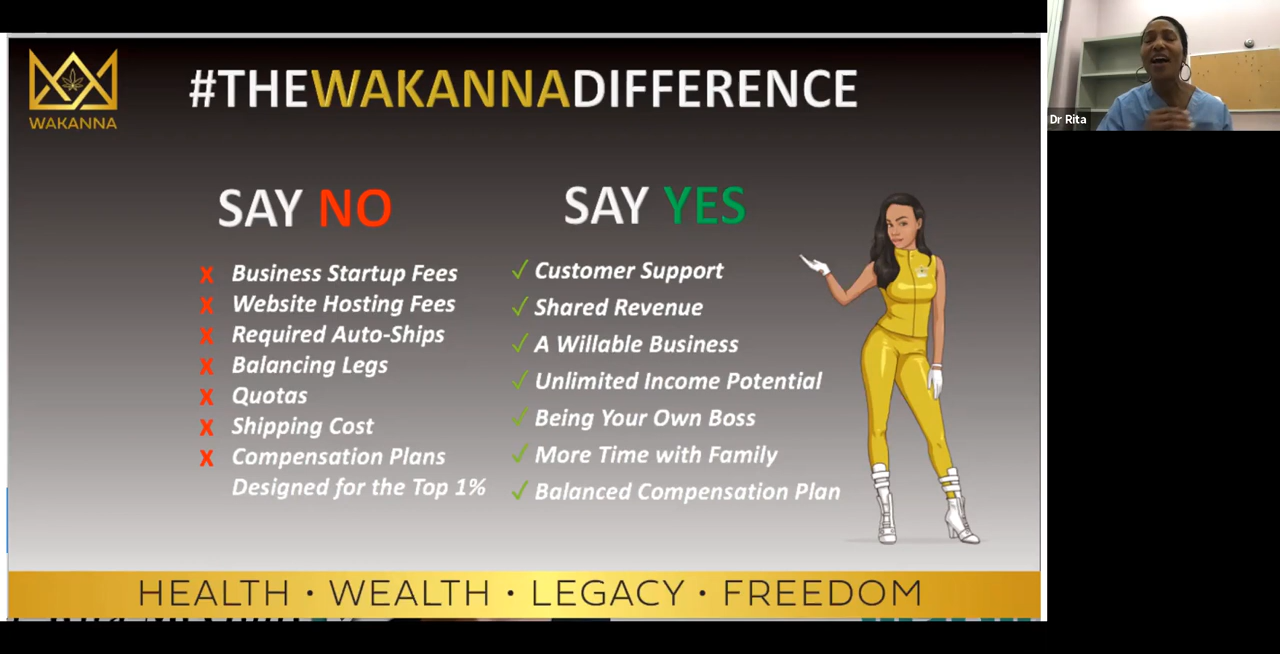 #THEWAKANNADIFFERENCE
WAKANNA
SAY NO
X Business Startup Fees
X Website Hosting Fees
X Required Auto-Ships
X Balancing Legs
X Quotas
X Shipping Cost
X Compensation Plans
Designed for the Top 1%
SAY YES
✓ Customer Support
✓ Shared Revenue
✓ A Willable Business
✓ Unlimited Income Potential
✓ Being Your Own Boss
✓ More Time with Family
✓ Balanced Compensation Plan
HEALTH · WEALTH · LEGACY · FREEDOM
Dr Rita